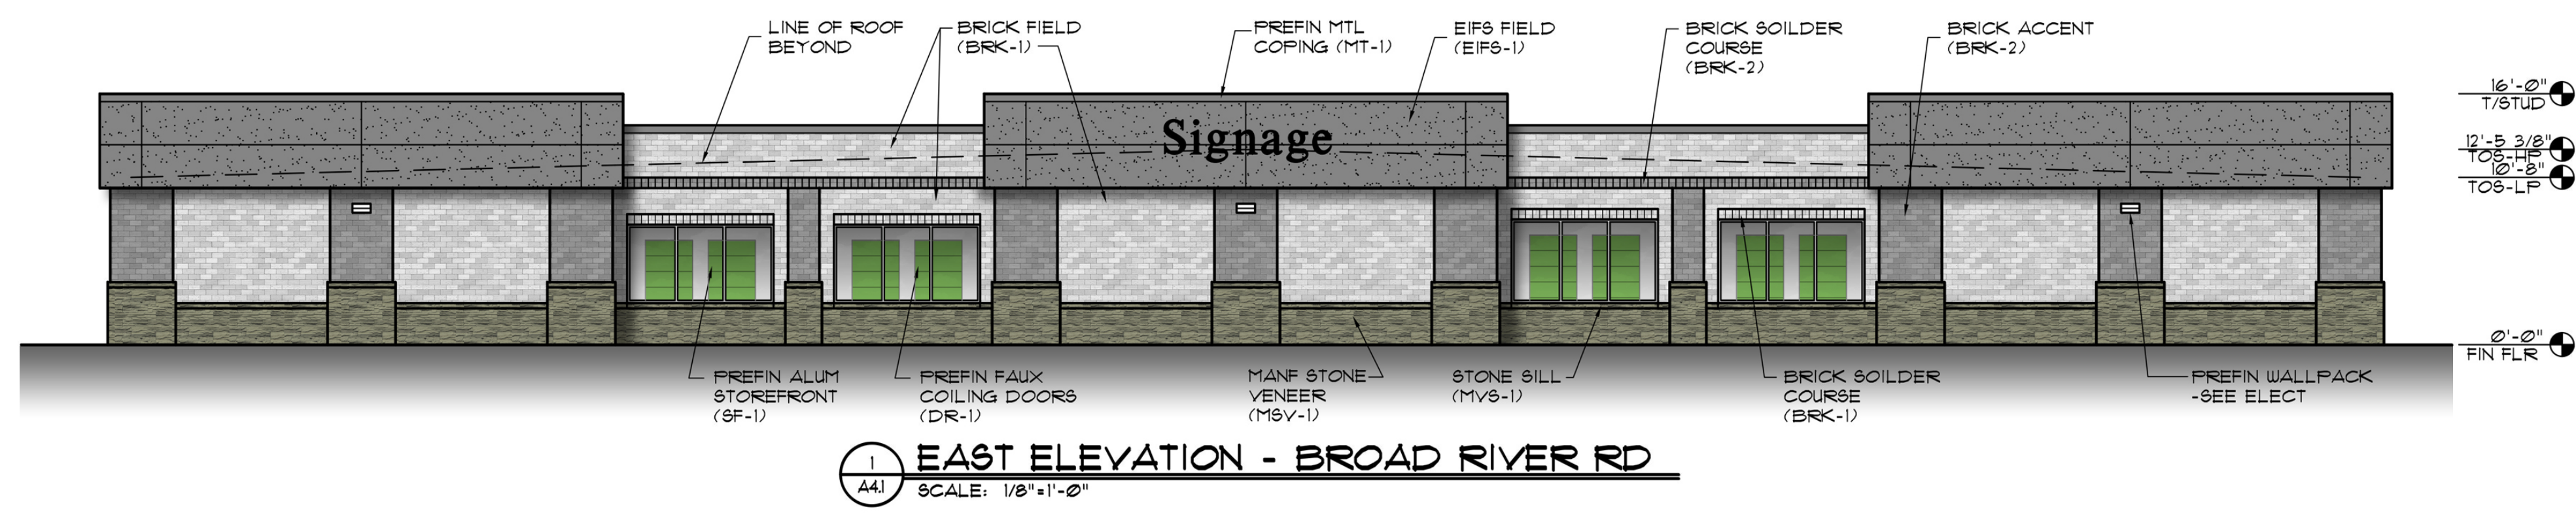 LINE OF ROOF
BEYOND
BRICK FIELD
(BRK-1)
PREFIN MTL
COPING (MT-1)
EIFS FIELD
(EIFS-1)
BRICK SOILDER
COURSE
(BRK-2)
BRICK ACCENT
(BRK-2)
16'-0"
T/STUD
12'-5 3/8"
TOS-HP
10'-8"
TOS-LP
Signage
0'-0"
FIN FLR
PREFIN ALUM
STOREFRONT
(SF-1)
PREFIN FAUX
COILING DOORS
(DR-1)
MANF STONE
VENEER
(MSV-1)
STONE SILL
(MVS-1)
BRICK SOILDER
COURSE
(BRK-1)
PREFIN WALLPACK
-SEE ELECT
1
A4.1
EAST ELEVATION - BROAD RIVER RD
SCALE: 1/8"=1'-0"